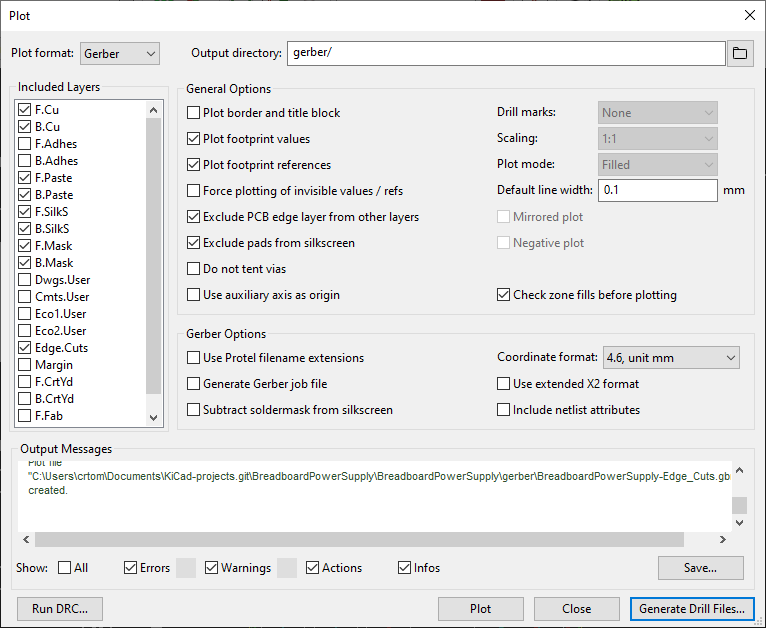 Plot
Plot format: Gerber Output directory: gerber/
Included Layers
F.Cu
B.Cu
F.Adhes
B.Adhes
F.Paste
B.Paste
F.SilkS
B.SilkS
F.Mask
B.Mask
Dwgs.User
Cmts.User
Eco1.User
Eco2.User
Edge.Cuts
Margin
F.CrtYd
B.CrtYd
F.Fab
General Options
Plot border and title block
Plot footprint values
Plot footprint references
Force plotting of invisible values / refs
Exclude PCB edge layer from other layers
Exclude pads from silkscreen
Do not tent vias
Use auxiliary axis as origin
Drill marks: None
Scaling: 1:1
Plot mode: Filled
Default line width: 0.1 mm
Mirrored plot
Negative plot
Check zone fills before plotting
Gerber Options
Use Protel filename extensions
Generate Gerber job file
Subtract soldermask from silkscreen
Coordinate format: 4.6, unit mm
Use extended X2 format
Include netlist attributes
Output Messages
Plot file
"C:\Users\crtom\Documents\KiCad-projects.git\BreadboardPowerSupply\BreadboardPowerSupply\gerber\BreadboardPowerSupply-Edge_Cuts.gb
created.
Show: All Errors Warnings Actions Infos Save...
Run DRC... Plot Close Generate Drill Files...